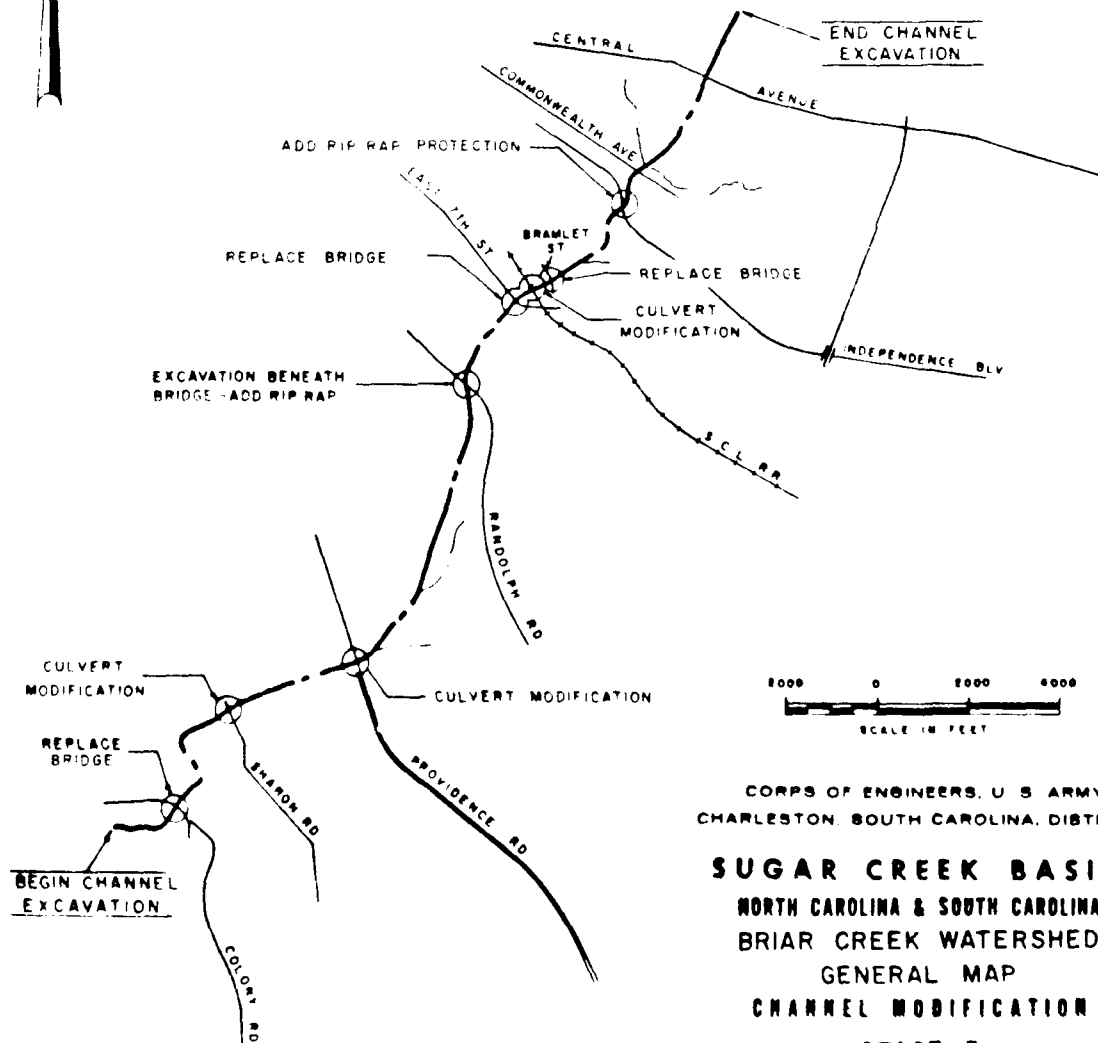 END CHANNEL
EXCAVATION
CENTRAL
AVENUE
COMMONWEALTH AVE
ADD RIP RAP PROTECTION
EAST 7TH ST
BRAMLET
ST
REPLACE BRIDGE
REPLACE BRIDGE
CULVERT
MODIFICATION
INDEPENDENCE BLV
EXCAVATION BENEATH
BRIDGE - ADD RIP RAP
S.C.L. RR
RANDOLPH RD
CULVERT
MODIFICATION
CULVERT MODIFICATION
REPLACE
BRIDGE
SHARON RD
PROVIDENCE RD
BEGIN CHANNEL
EXCAVATION
COLONY RD
0 2000 4000
SCALE IN FEET
CORPS OF ENGINEERS, U S ARMY
CHARLESTON, SOUTH CAROLINA, DIST
SUGAR CREEK BASI
NORTH CAROLINA & SOUTH CAROLINA
BRIAR CREEK WATERSHED
GENERAL MAP
CHANNEL MODIFICATION